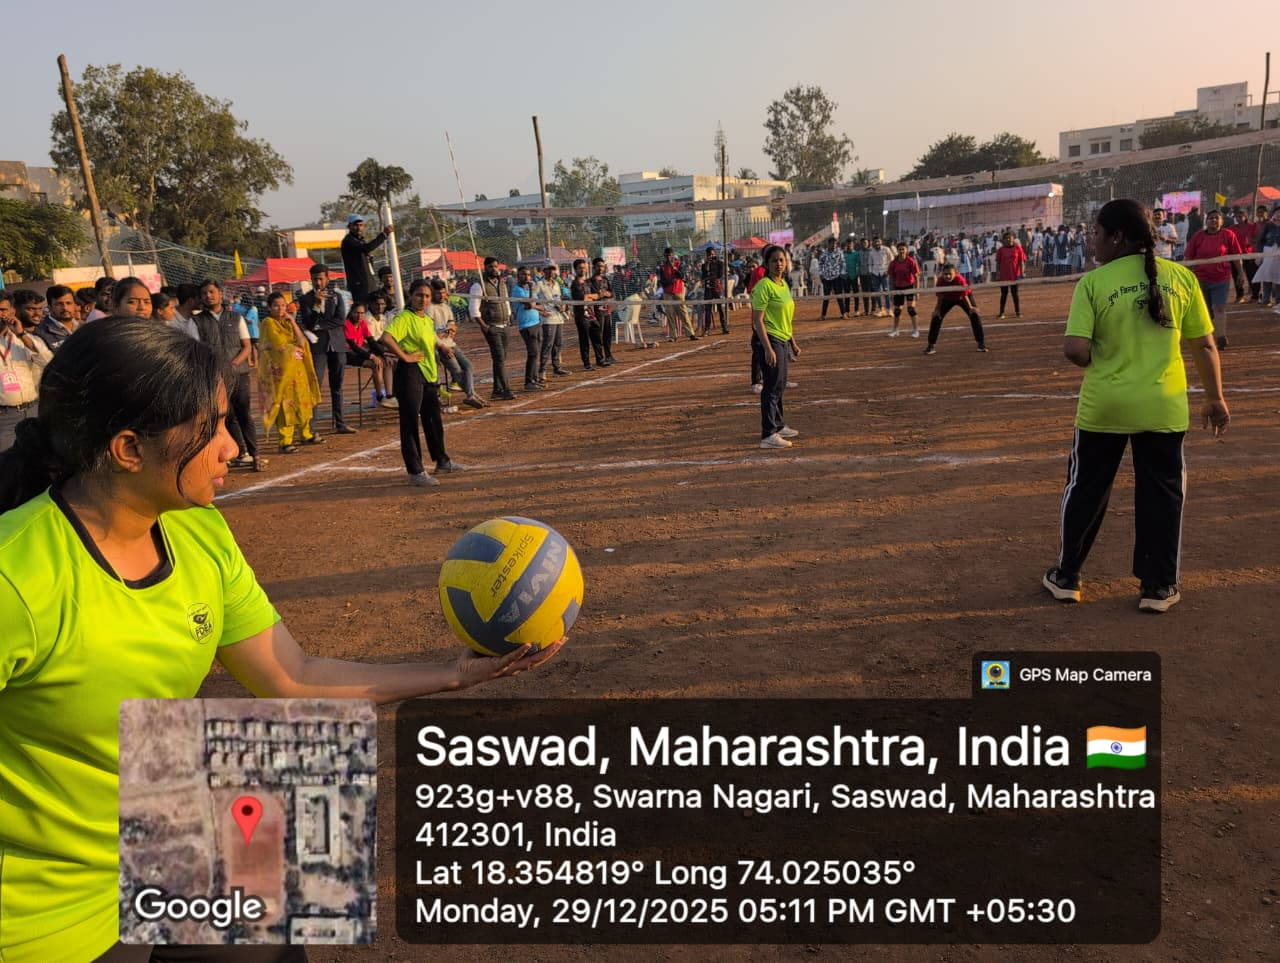 पुणे जिल्हा शि
Spikester
NIVIA
PDEA
GPS Map Camera
Saswad, Maharashtra, India 🇮🇳
923g+v88, Swarna Nagari, Saswad, Maharashtra
412301, India
Lat 18.354819° Long 74.025035°
Monday, 29/12/2025 05:11 PM GMT +05:30
Google